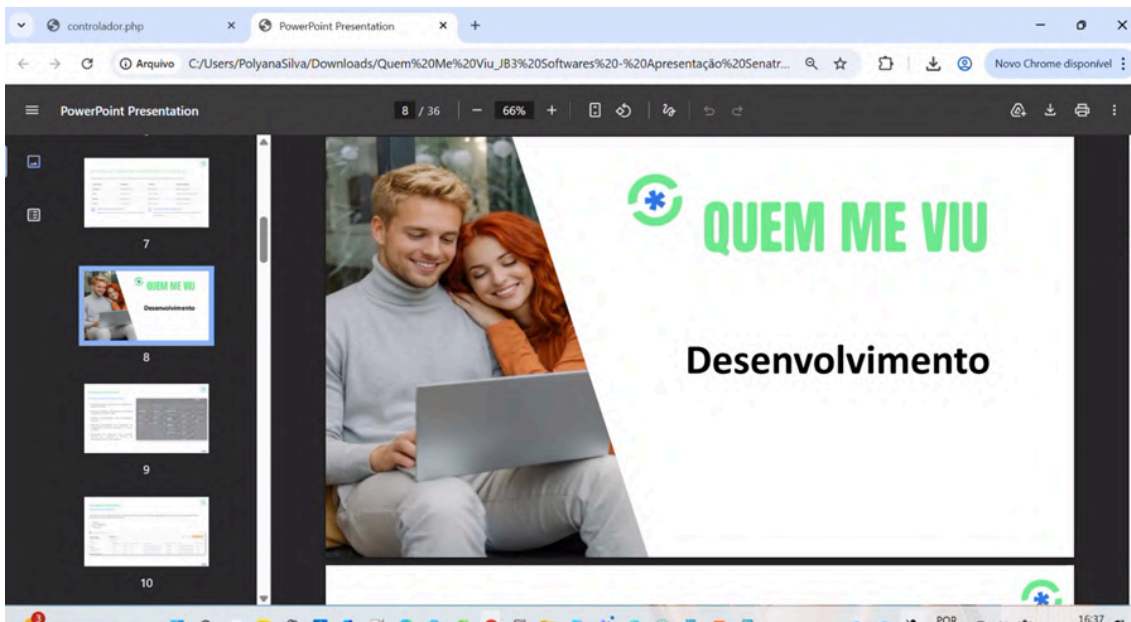 controlador.php
PowerPoint Presentation
Arquivo
C:/Users/PolyanaSilva/Downloads/Quem%20Me%20Viu_JB3%20Softwares%20-%20Apresentação%20Senatr...
Novo Chrome disponível
PowerPoint Presentation
8 / 36
66%
7
QUEM ME VIU
Desenvolvimento
8
9
10
QUEM ME VIU
Desenvolvimento
3
POR
16:37